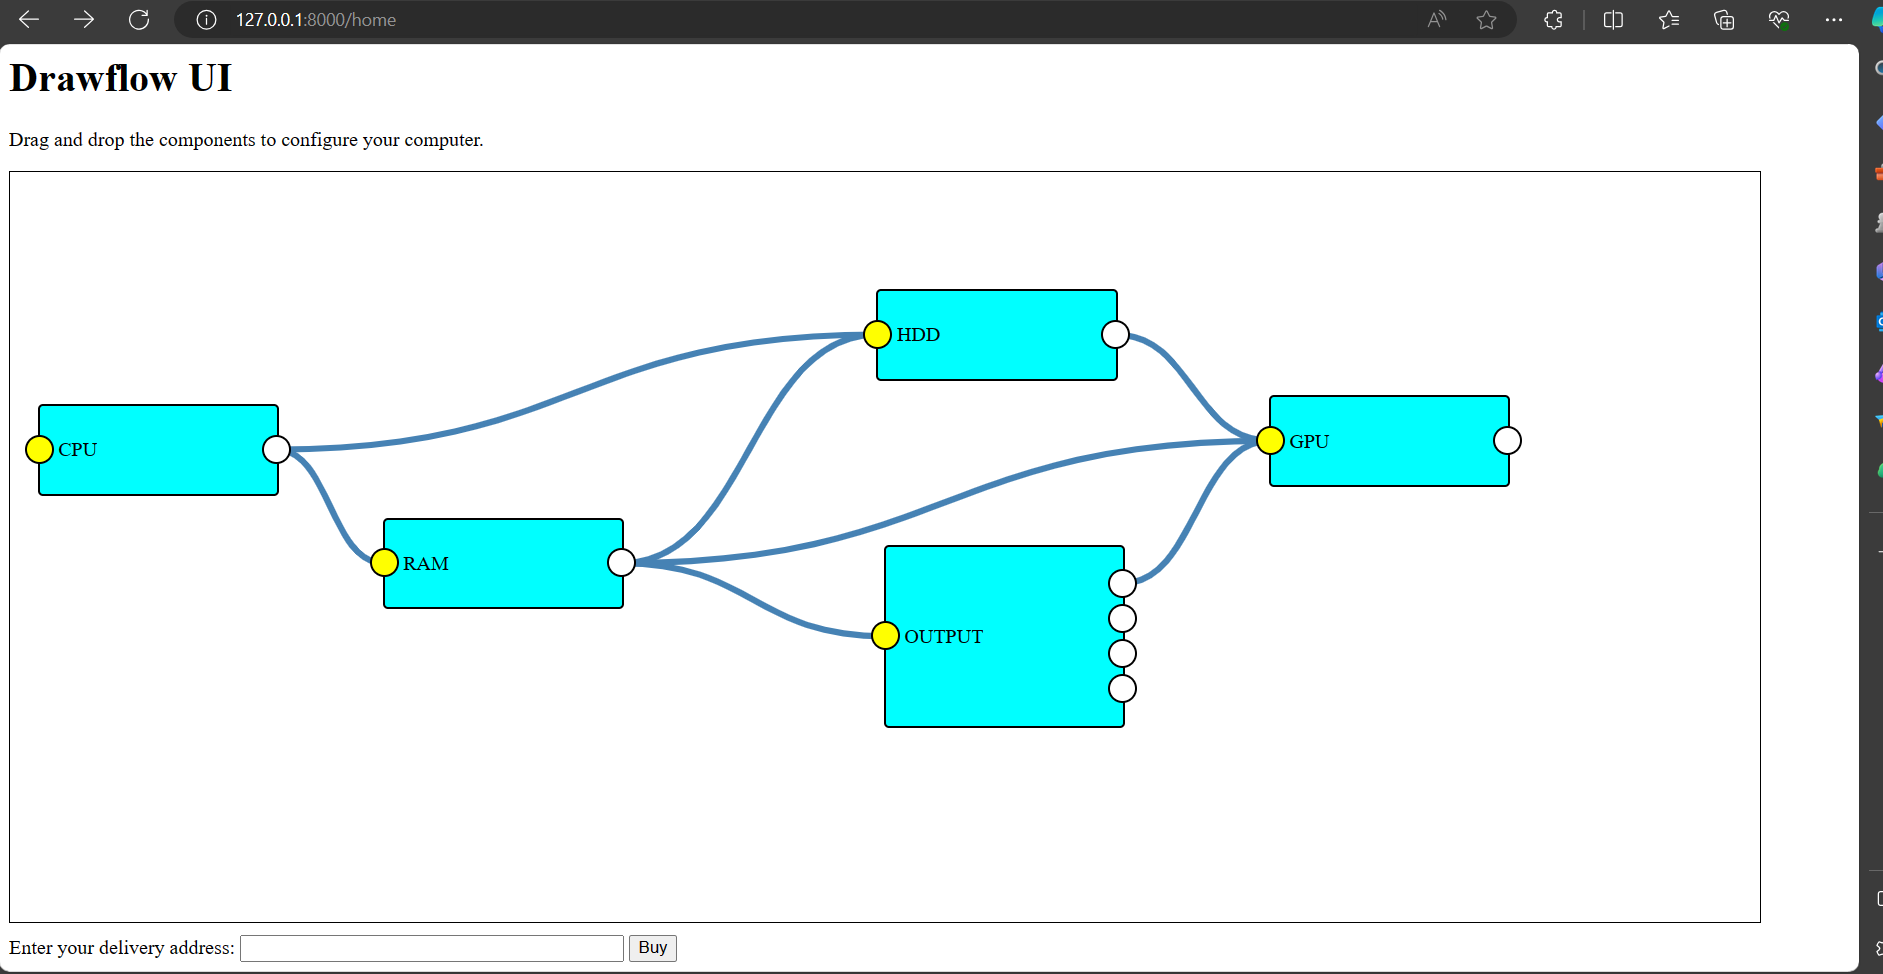 127.0.0.1:8000/home
Drawflow UI
Drag and drop the components to configure your computer.
HDD
CPU
GPU
RAM
OUTPUT
Enter your delivery address: Buy